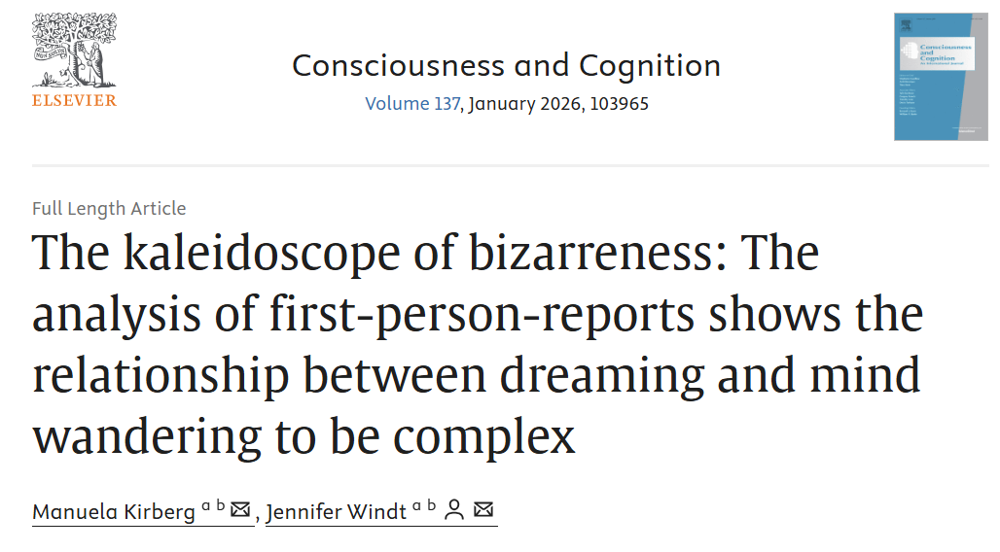 Consciousness and Cognition
Volume 137, January 2026, 103965
ELSEVIER
Consciousness
and
Cognition
Full Length Article
The kaleidoscope of bizarreness: The
analysis of first-person-reports shows the
relationship between dreaming and mind
wandering to be complex
Manuela Kirberg a b, Jennifer Windt a b